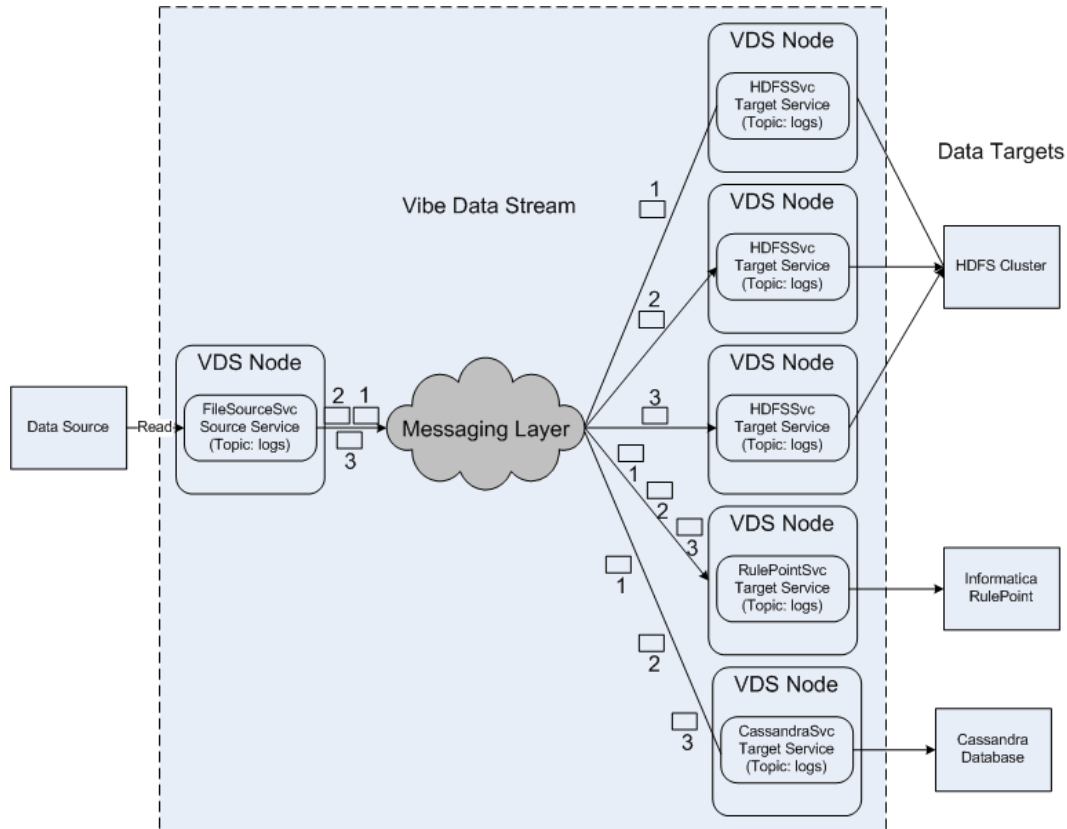 VDS Node
HDFSSvc
Target Service
(Topic: logs)
Data Targets
Vibe Data Stream
1
VDS Node
HDFSSvc
Target Service
(Topic: logs)
HDFS Cluster
2
VDS Node
FileSourceSvc
Source Service
(Topic: logs)
Data Source
Read
2 1
3
Messaging Layer
3
VDS Node
HDFSSvc
Target Service
(Topic: logs)
1
2
3
VDS Node
RulePointSvc
Target Service
(Topic: logs)
Informatica
RulePoint
1
2
3
VDS Node
CassandraSvc
Target Service
(Topic: logs)
Cassandra
Database